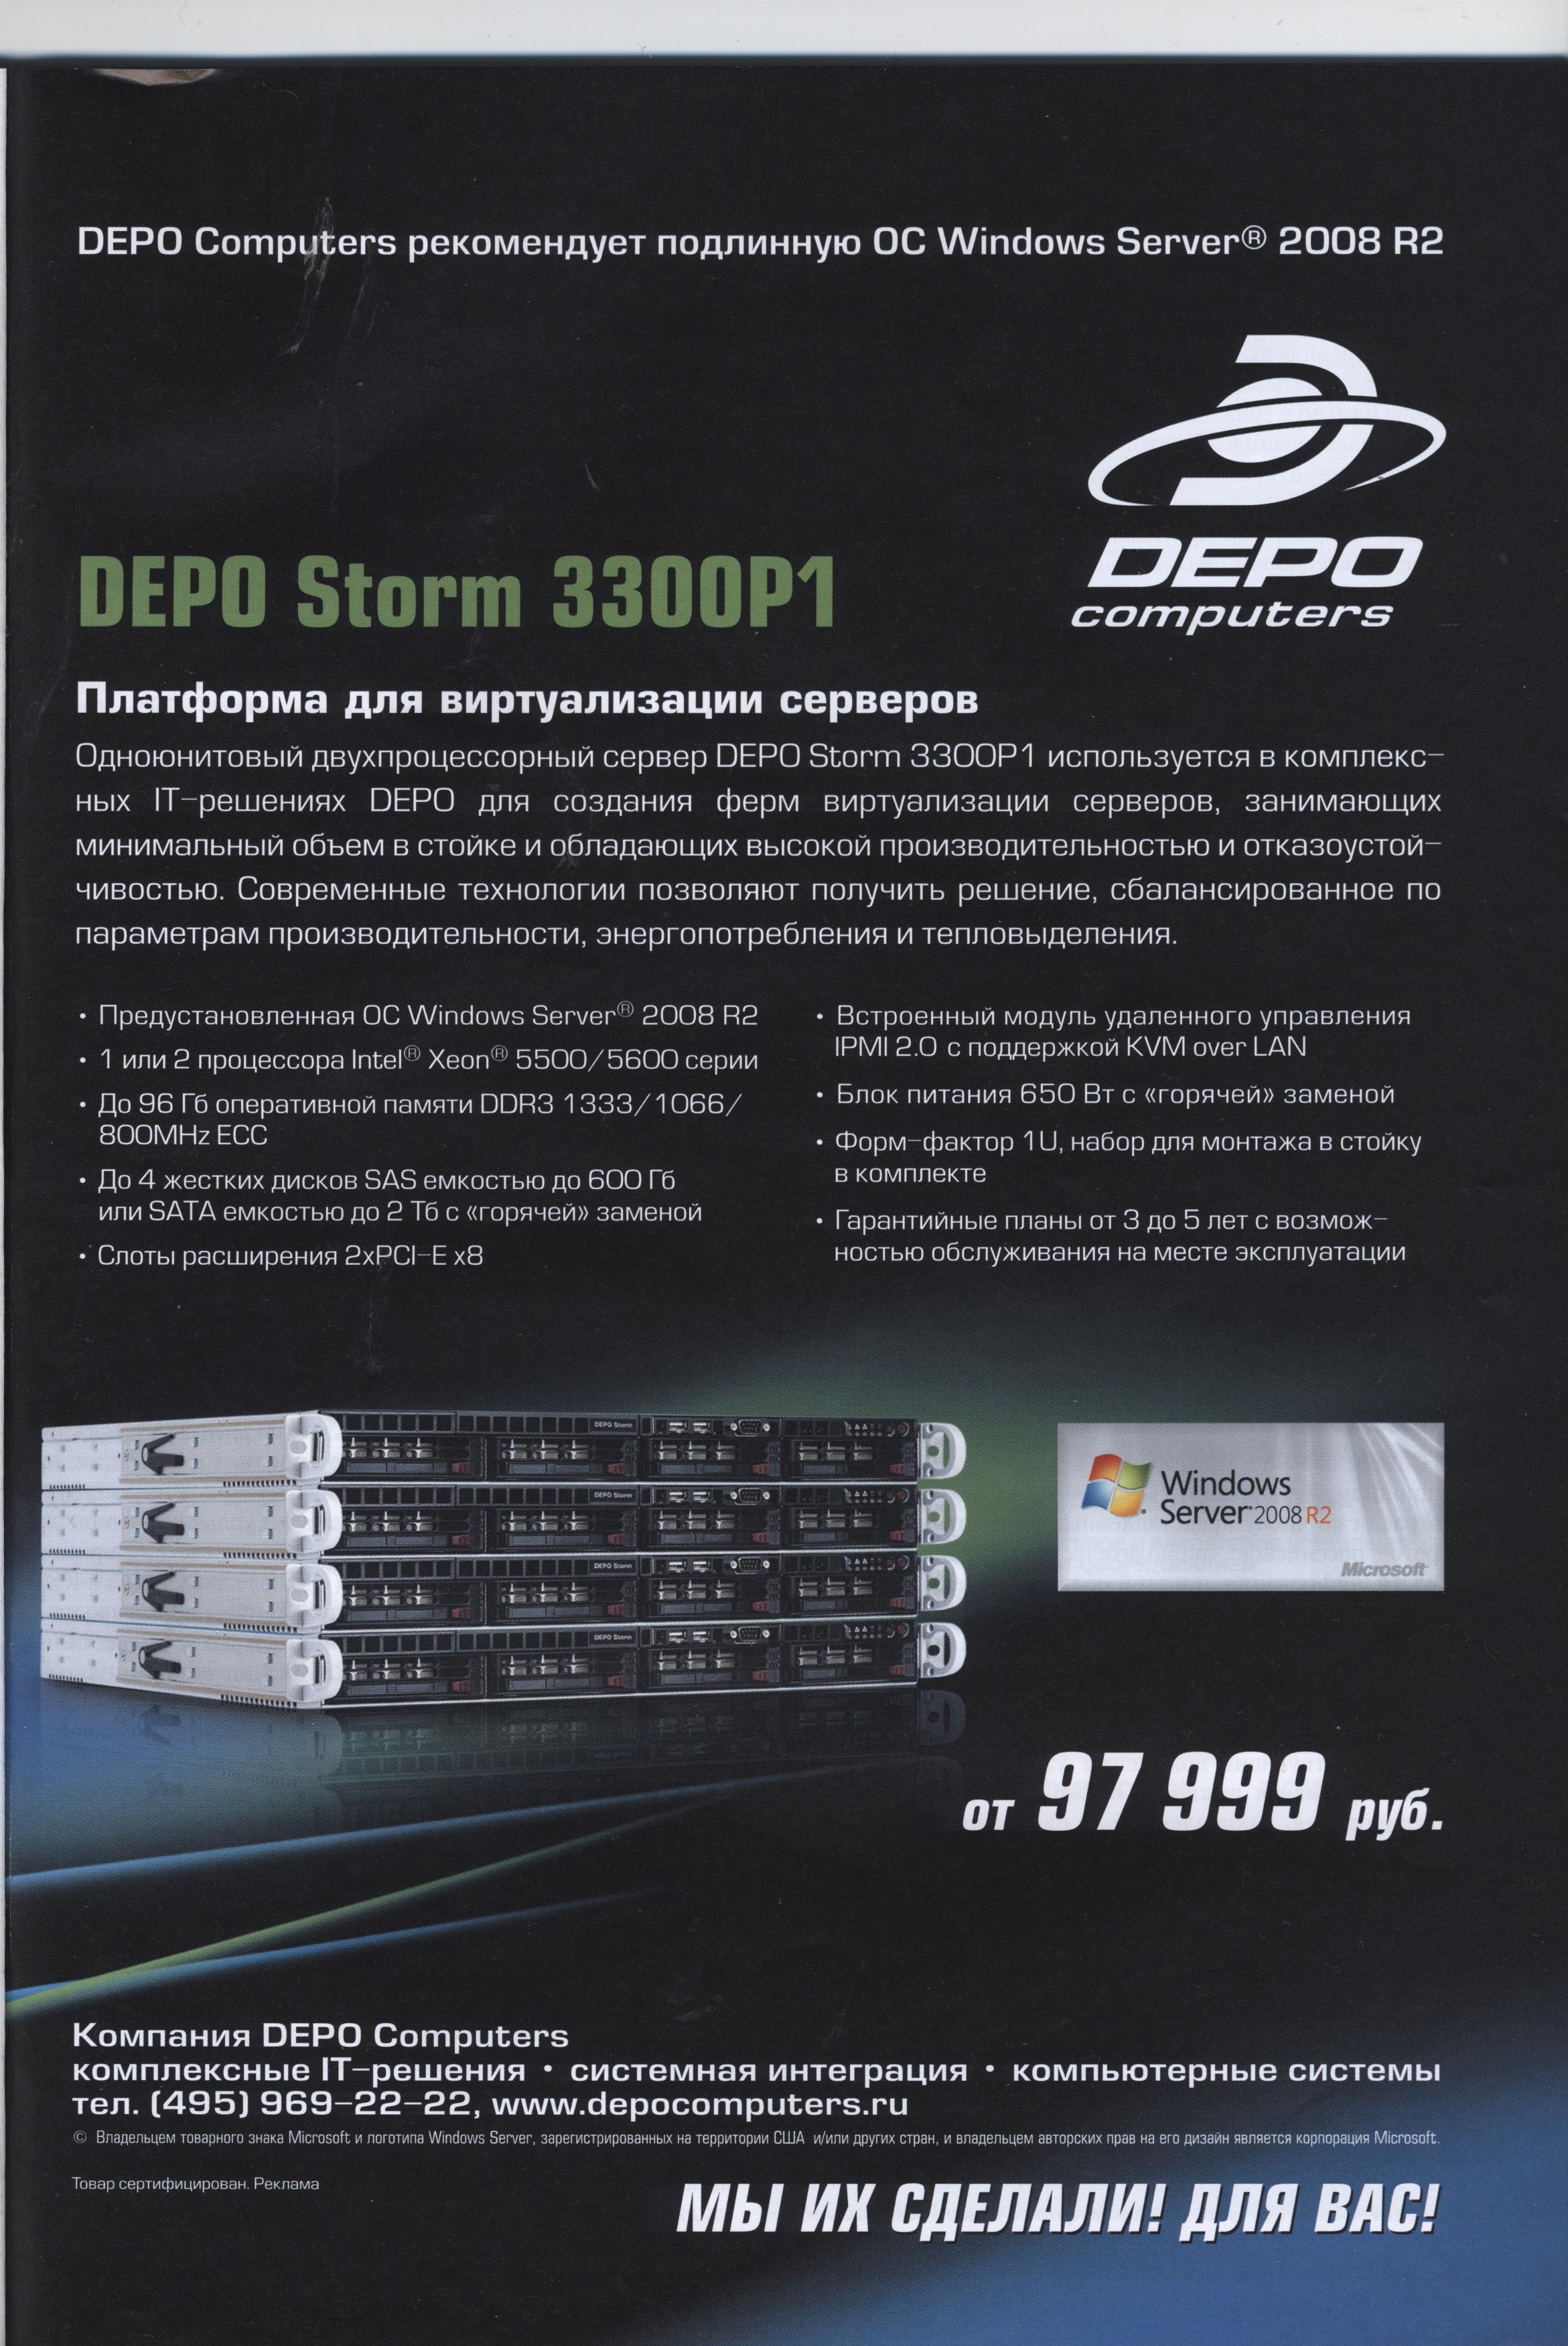 DEPO Computers рекомендует подлинную ОС Windows Server® 2008 R2
DEPO
computers
DEPO Storm 3300P1
Платформа для виртуализации серверов
Одноюнитовый двухпроцессорный сервер DEPO Storm 3300P1 используется в комплекс-
ных IT-решениях DEPO для создания ферм виртуализации серверов, занимающих
минимальный объем в стойке и обладающих высокой производительностью и отказоустой-
чивостью. Современные технологии позволяют получить решение, сбалансированное по
параметрам производительности, энергопотребления и тепловыделения.
• Предустановленная ОС Windows Server® 2008 R2
• 1 или 2 процессора Intel® Xeon® 5500/5600 серии
• До 96 Гб оперативной памяти DDR3 1333/1066/
800MHz ECC
• До 4 жестких дисков SAS емкостью до 600 Гб
или SATA емкостью до 2 Тб с «горячей» заменой
• Слоты расширения 2xPCI-E x8
• Встроенный модуль удаленного управления
IPMI 2.0 с поддержкой KVM over LAN
• Блок питания 650 Вт с «горячей» заменой
• Форм-фактор 1U, набор для монтажа в стойку
в комплекте
• Гарантийные планы от 3 до 5 лет с возмож-
ностью обслуживания на месте эксплуатации
DEPO Storm
DEPO Storm
DEPO Storm
DEPO Storm
Windows
Server 2008 R2
Microsoft
от 97 999 руб.
Компания DEPO Computers
комплексные IT-решения • системная интеграция • компьютерные системы
тел. (495) 969-22-22, www.depocomputers.ru
© Владельцем товарного знака Microsoft и логотипа Windows Server, зарегистрированных на территории США и/или других стран, и владельцем авторских прав на его дизайн является корпорация Microsoft.
Товар сертифицирован. Реклама
МЫ ИХ СДЕЛАЛИ! ДЛЯ ВАС!